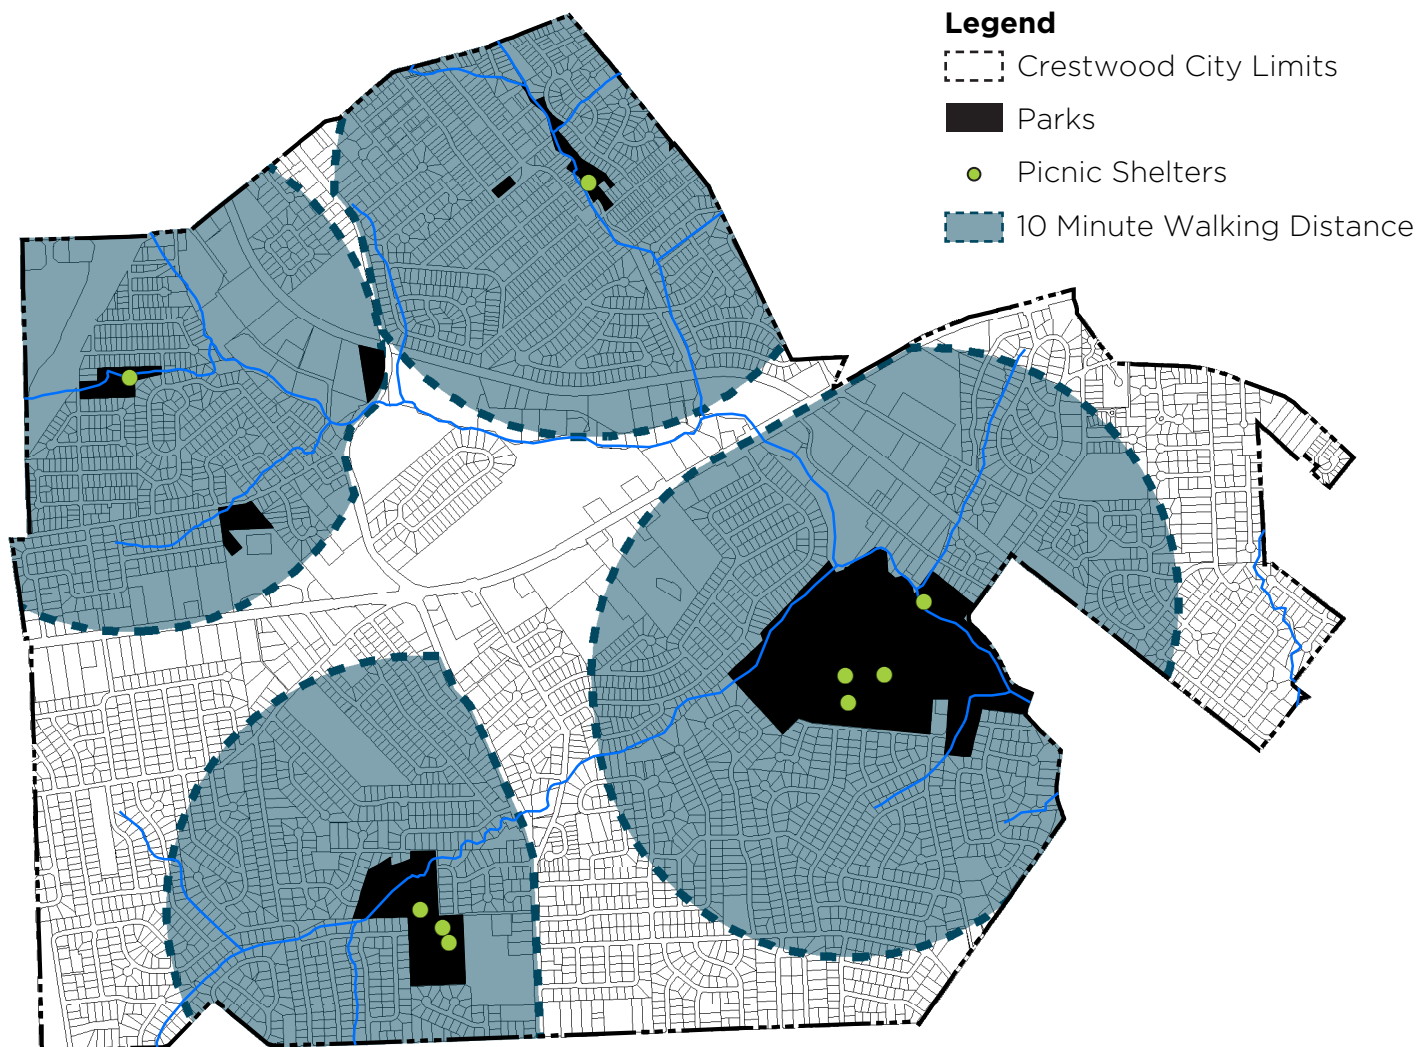 Legend
Crestwood City Limits
Parks
Picnic Shelters
10 Minute Walking Distance